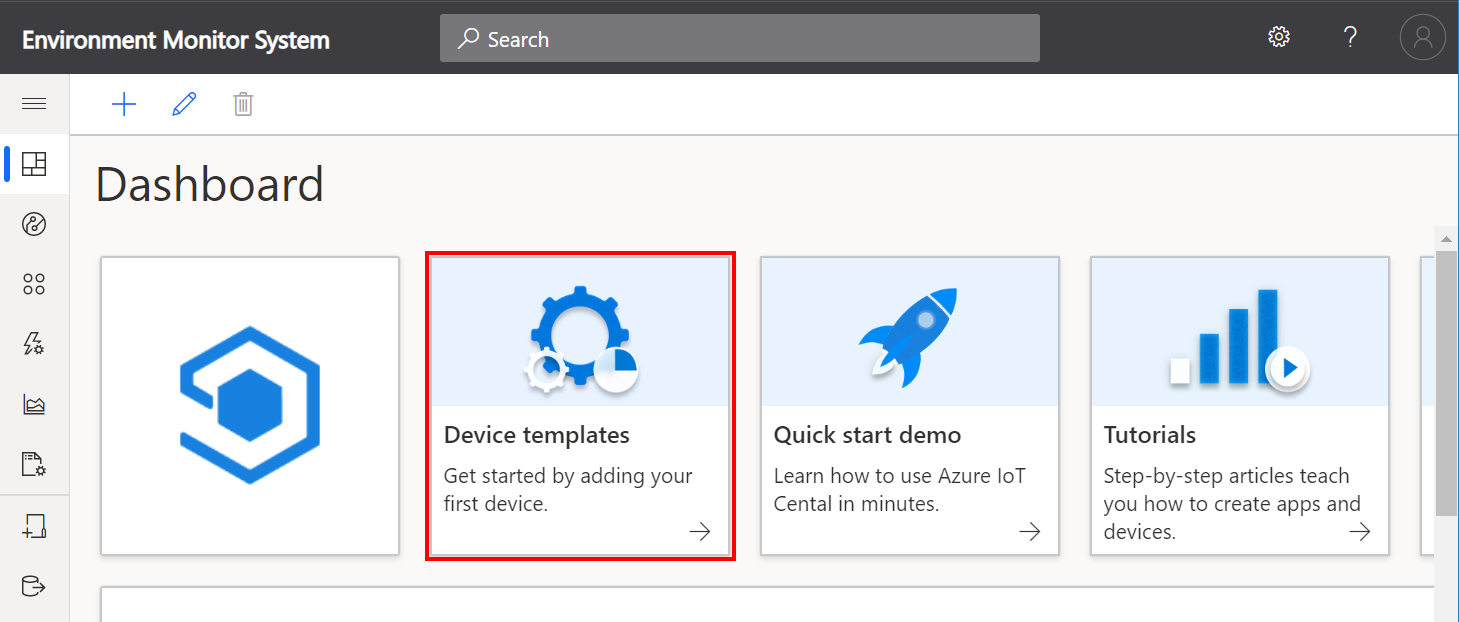 Environment Monitor System
Search
?
Dashboard
Device templates
Get started by adding your
first device.
Quick start demo
Learn how to use Azure IoT
Cental in minutes.
Tutorials
Step-by-step articles teach
you how to create apps and
devices.